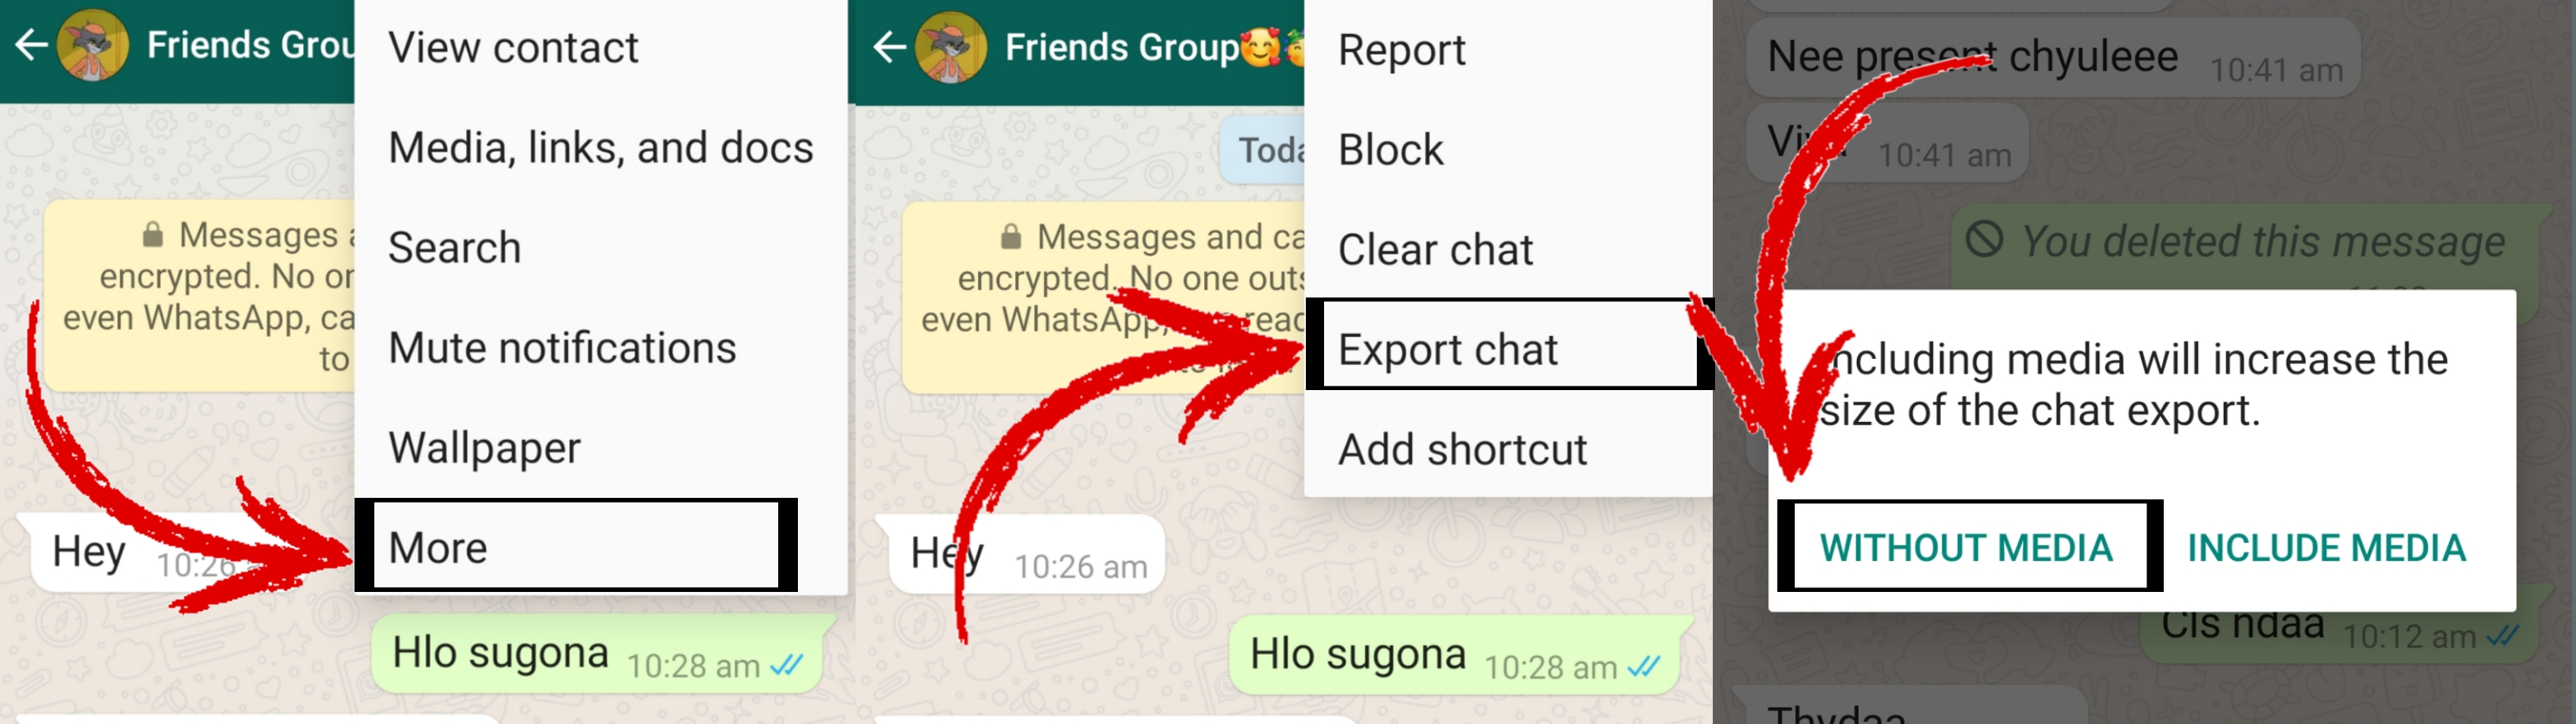 Friends Grou
View contact
Media, links, and docs
Search
Mute notifications
Wallpaper
More
Messages
encrypted. No or
even WhatsApp, ca
to
Hey 10:26
Hlo sugona 10:28 am
Friends Group🥰
Report
Block
Clear chat
Export chat
Add shortcut
Toda
Messages and ca
encrypted. No one outs
even WhatsApp, read
Hey 10:26 am
Hlo sugona 10:28 am
Nee present chyuleee 10:41 am
10:41 am
You deleted this message
ncluding media will increase the
size of the chat export.
WITHOUT MEDIA INCLUDE MEDIA
Cls ndaa 10:12 am
Thydaa